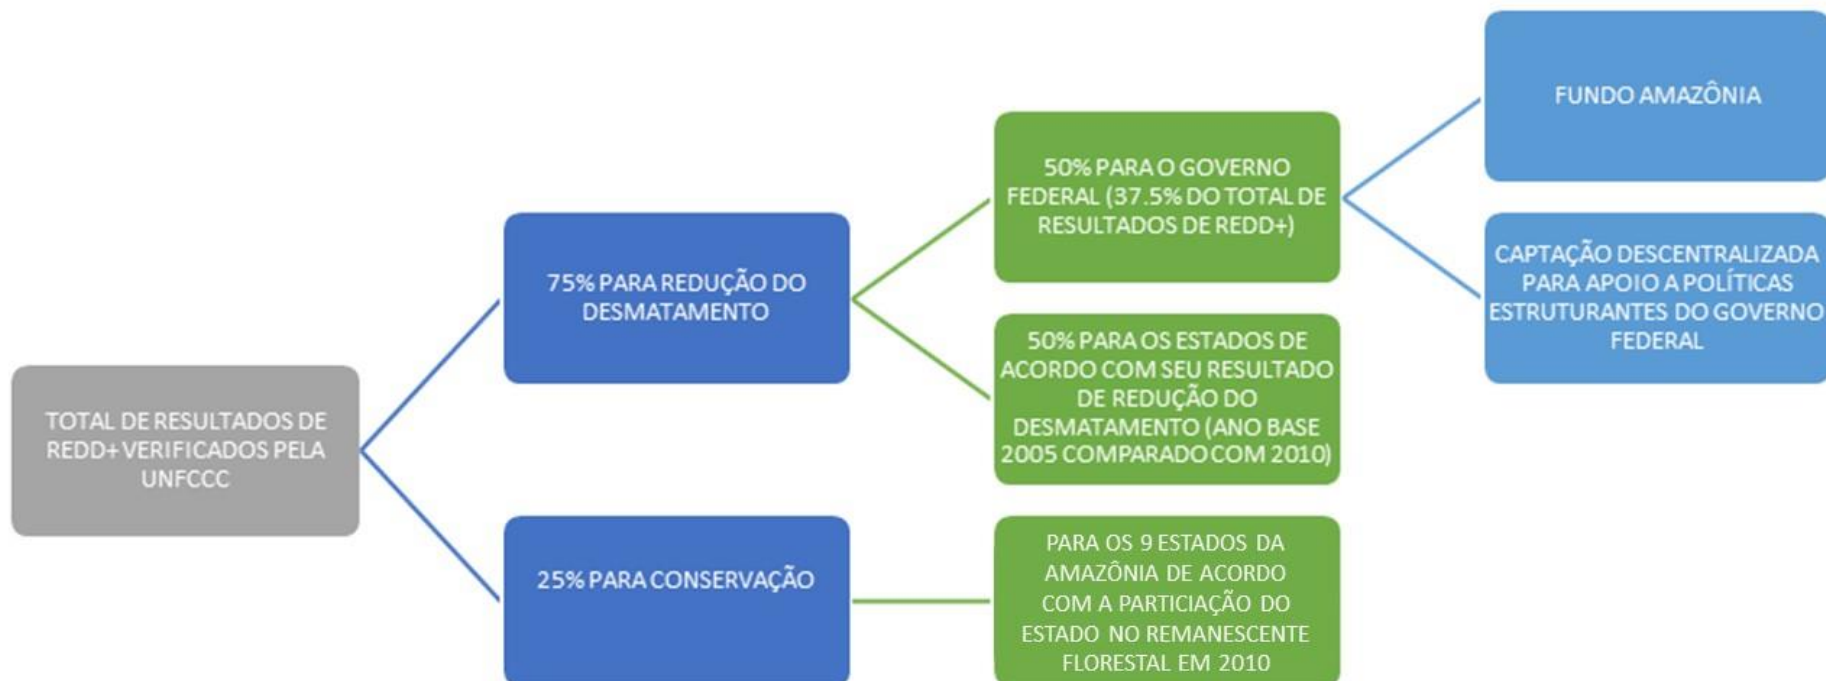 TOTAL DE RESULTADOS DE
REDD+ VERIFICADOS PELA
UNFCCC
75% PARA REDUÇÃO DO
DESMATAMENTO
25% PARA CONSERVAÇÃO
50% PARA O GOVERNO
FEDERAL (37.5% DO TOTAL DE
RESULTADOS DE REDD+)
50% PARA OS ESTADOS DE
ACORDO COM SEU RESULTADO
DE REDUÇÃO DO
DESMATAMENTO (ANO BASE
2005 COMPARADO COM 2010)
PARA OS 9 ESTADOS DA
AMAZÔNIA DE ACORDO
COM A PARTICIAÇÃO DO
ESTADO NO REMANESCENTE
FLORESTAL EM 2010
FUNDO AMAZÔNIA
CAPTAÇÃO DESCENTRALIZADA
PARA APOIO A POLÍTICAS
ESTRUTURANTES DO GOVERNO
FEDERAL